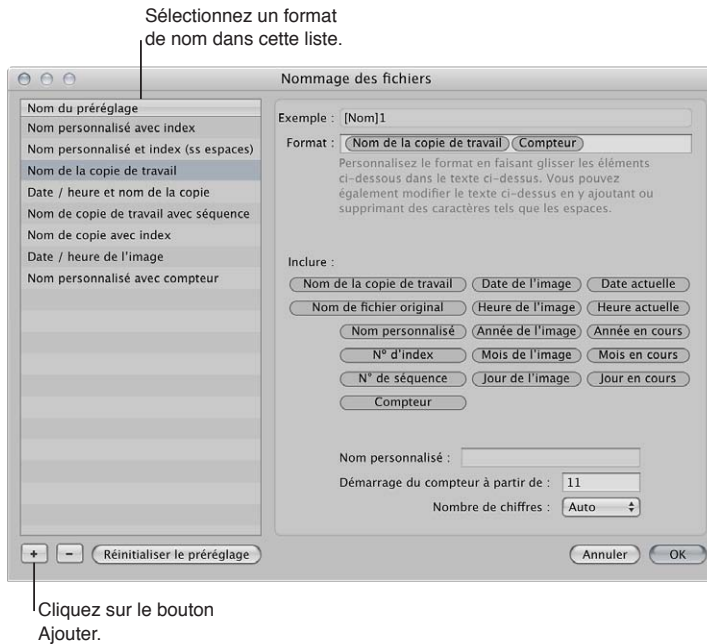 Sélectionnez un format
de nom dans cette liste.
Nommage des fichiers
Nom du préréglage
Nom personnalisé avec index
Nom personnalisé et index (ss espaces)
Nom de la copie de travail
Date / heure et nom de la copie
Nom de copie de travail avec séquence
Nom de copie avec index
Date / heure de l'image
Nom personnalisé avec compteur
Exemple : [Nom]1
Format : Nom de la copie de travail Compteur
Personnalisez le format en faisant glisser les éléments
ci-dessous dans le texte ci-dessus. Vous pouvez
également modifier le texte ci-dessus en y ajoutant ou
supprimant des caractères tels que les espaces.
Inclure :
Nom de la copie de travail Date de l'image Date actuelle
Nom de fichier original Heure de l'image Heure actuelle
Nom personnalisé Année de l'image Année en cours
N° d'index Mois de l'image Mois en cours
N° de séquence Jour de l'image Jour en cours
Compteur
Nom personnalisé :
Démarrage du compteur à partir de : 11
Nombre de chiffres : Auto
+ - Réinitialiser le préréglage Annuler OK
Cliquez sur le bouton
Ajouter.